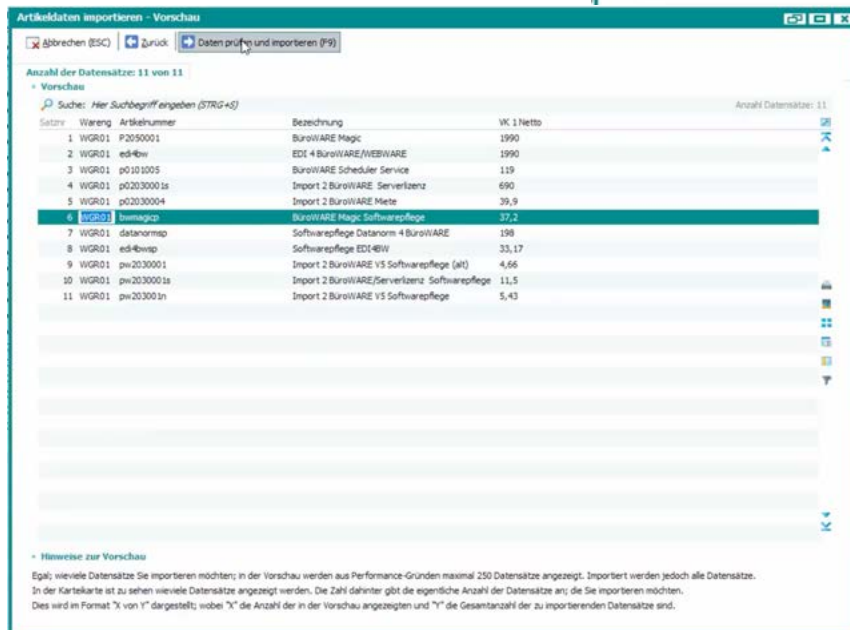 Artikeldaten importieren - Vorschau
Abbrechen (ESC) Zurück Daten prüfen und importieren (F9)
Anzahl der Datensätze: 11 von 11
Vorschau
Suche: Hier Suchbegriff eingeben (STRG+S) Anzahl Datensätze: 11
Satznr Wareng Artikelnummer Bezeichnung VK 1 Netto
1 WGR01 P2050001 BüroWARE Magic 1990
2 WGR01 edi4bw EDI 4 BüroWARE/WEBWARE 1990
3 WGR01 p0101005 BüroWARE Scheduler Service 119
4 WGR01 p02030001s Import 2 BüroWARE Serverlizenz 690
5 WGR01 p02030004 Import 2 BüroWARE Miete 39,9
6 WGR01 bwmagicp BüroWARE Magic Softwarepflege 37,2
7 WGR01 datanormsp Softwarepflege Datanorm 4 BüroWARE 198
8 WGR01 edi4bwsp Softwarepflege EDI4BW 33,17
9 WGR01 pw2030001 Import 2 BüroWARE V5 Softwarepflege (alt) 4,66
10 WGR01 pw2030001s Import 2 BüroWARE/Serverlizenz Softwarepflege 11,5
11 WGR01 pw203001n Import 2 BüroWARE V5 Softwarepflege 5,43
Hinweise zur Vorschau
Egal; wieviele Datensätze Sie importieren möchten; in der Vorschau werden aus Performance-Gründen maximal 250 Datensätze angezeigt. Importiert werden jedoch alle Datensätze.
In der Karteikarte ist zu sehen wieviele Datensätze angezeigt werden. Die Zahl dahinter gibt die eigentliche Anzahl der Datensätze an; die Sie importieren möchten.
Dies wird im Format "X von Y" dargestellt; wobei "X" die Anzahl der in der Vorschau angezeigten und "Y" die Gesamtanzahl der zu importierenden Datensätze sind.